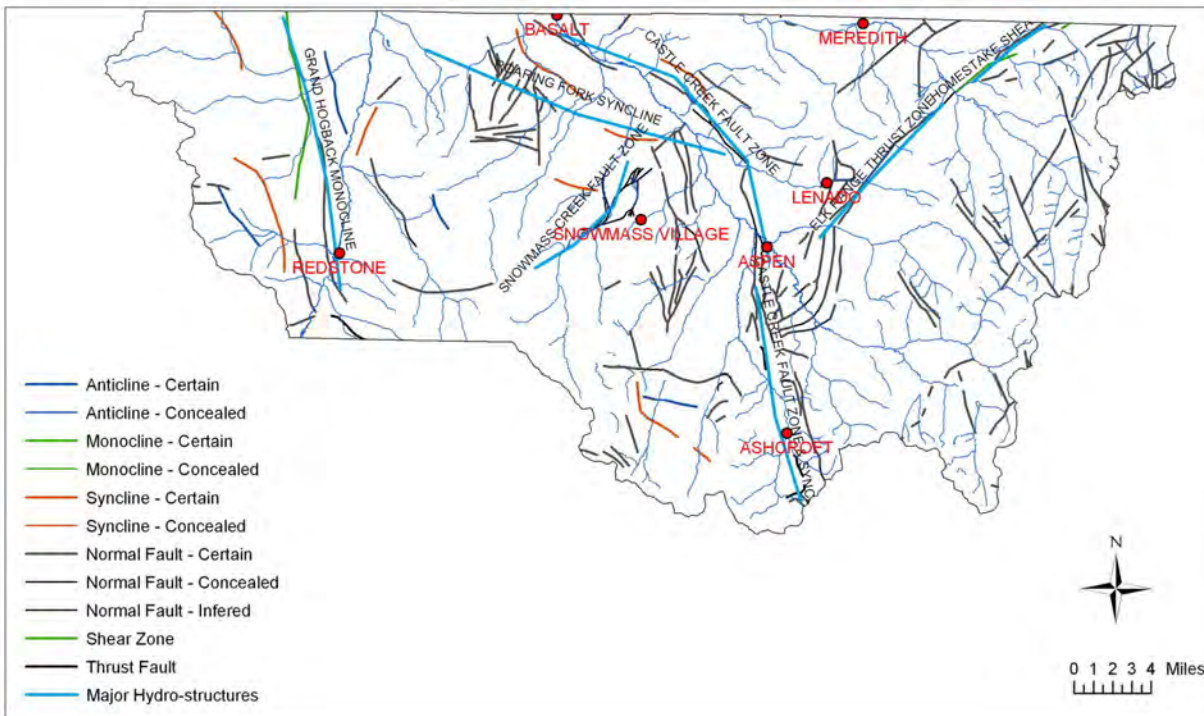 BASALT
MEREDITH
GRAND HOGBACK MONOCLINE
ROARING FORK SYNCLINE
CASTLE CREEK FAULT ZONE
ELK RANGE THRUST ZONE
HOMESTAKE SHEA
LENADO
SNOWMASS CREEK FAULT ZONE
SNOWMASS VILLAGE
ASPEN
REDSTONE
CASTLE CREEK FAULT ZONE
SYNC
ASHCROFT
Anticline - Certain
Anticline - Concealed
Monocline - Certain
Monocline - Concealed
Syncline - Certain
Syncline - Concealed
Normal Fault - Certain
Normal Fault - Concealed
Normal Fault - Infered
Shear Zone
Thrust Fault
Major Hydro-structures
N
0 1 2 3 4 Miles